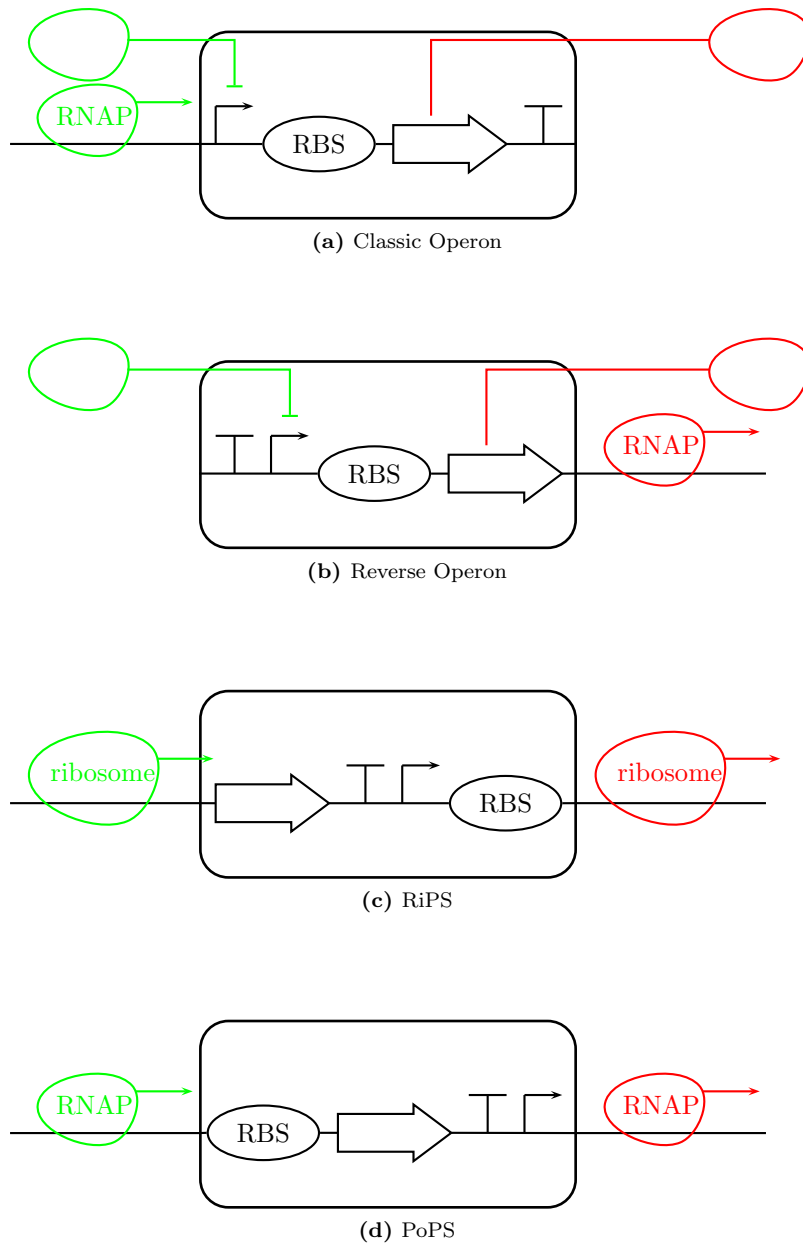 RNAP
RBS
(a) Classic Operon
RBS
RNAP
(b) Reverse Operon
ribosome
ribosome
RBS
(c) RiPS
RNAP
RBS
RNAP
(d) PoPS